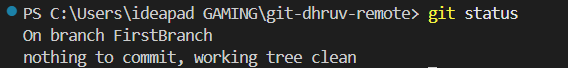 PS C:\Users\ideapad GAMING\git-dhruv-remote> git status
On branch FirstBranch
nothing to commit, working tree clean